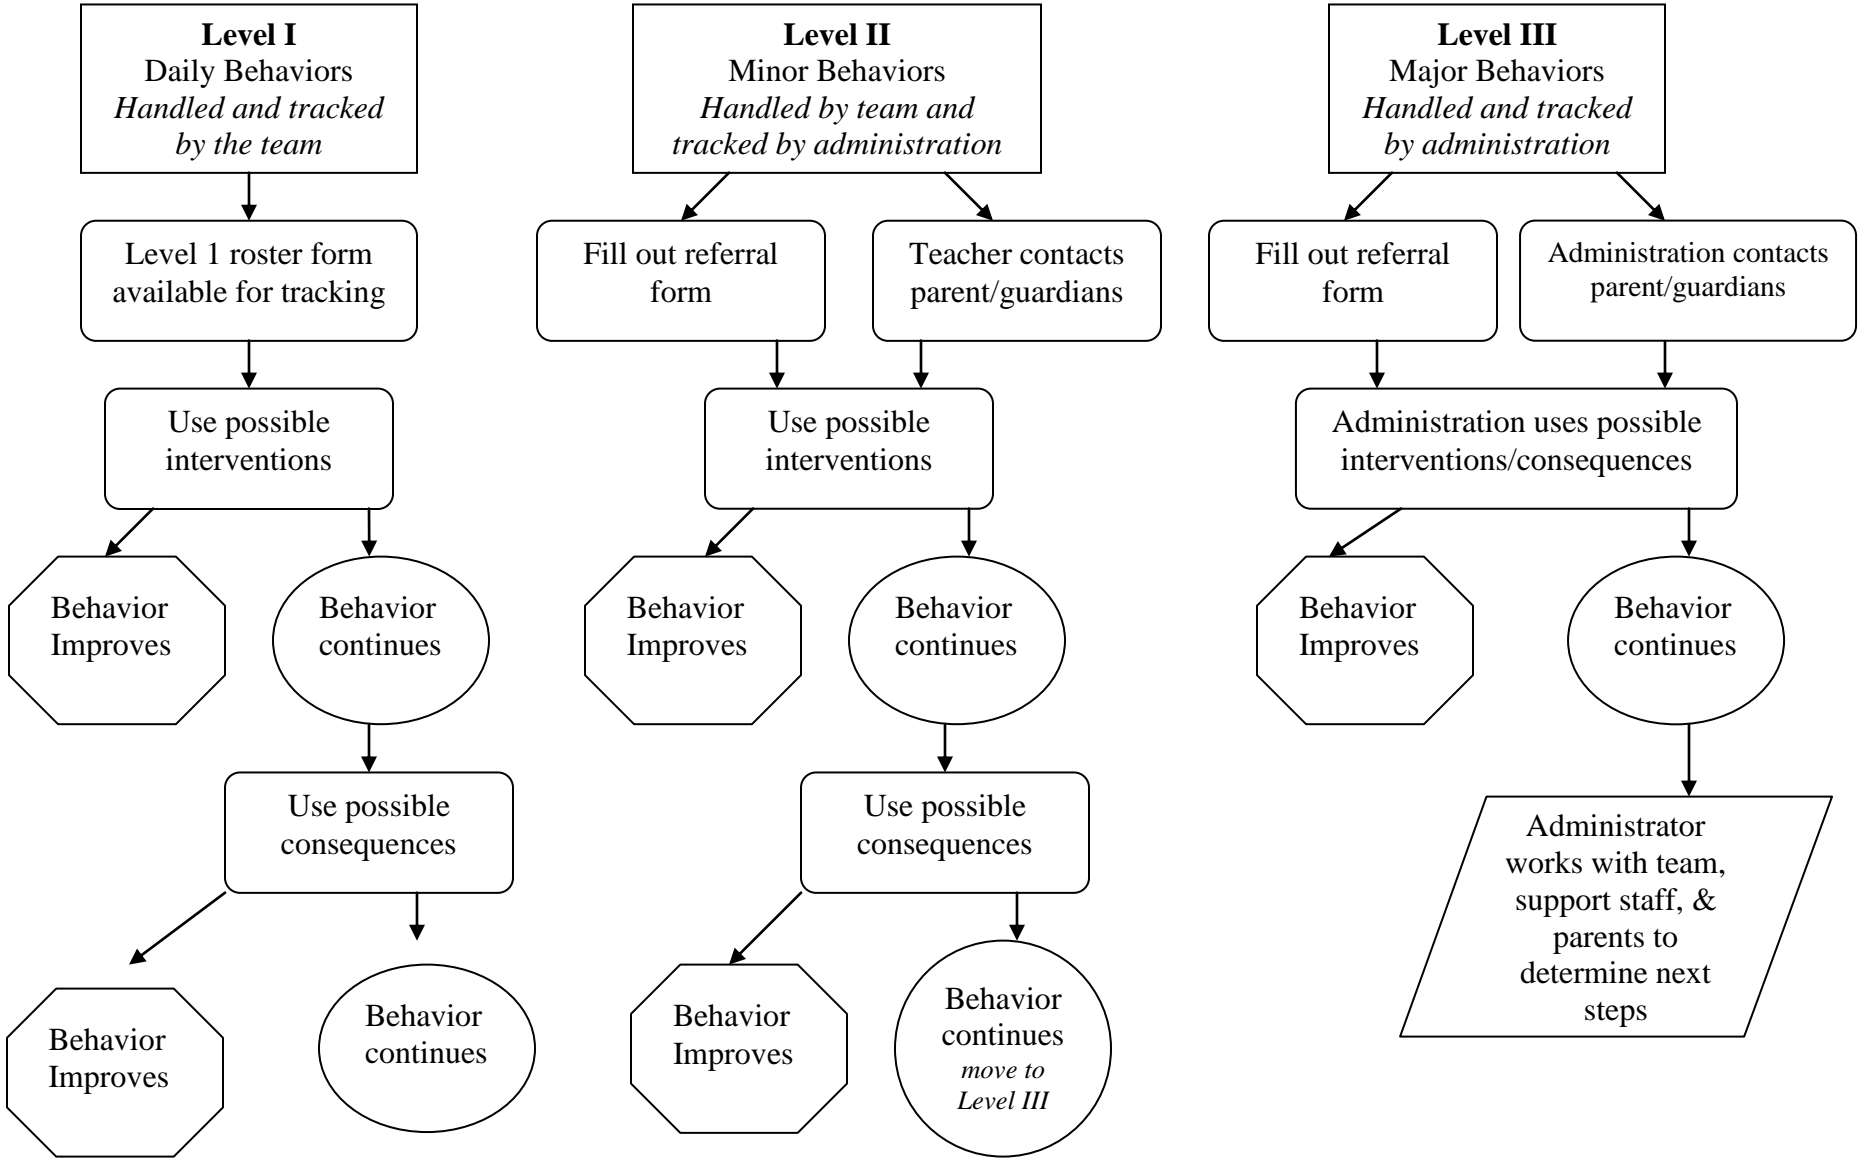 Level I
Daily Behaviors
Handled and tracked
by the team
Level 1 roster form
available for tracking
Use possible
interventions
Behavior
Improves
Behavior
continues
Use possible
consequences
Behavior
Improves
Behavior
continues
Level II
Minor Behaviors
Handled by team and
tracked by administration
Fill out referral
form
Teacher contacts
parent/guardians
Use possible
interventions
Behavior
Improves
Behavior
continues
Use possible
consequences
Behavior
Improves
Behavior
continues
move to
Level III
Level III
Major Behaviors
Handled and tracked
by administration
Fill out referral
form
Administration contacts
parent/guardians
Administration uses possible
interventions/consequences
Behavior
Improves
Behavior
continues
Administrator
works with team,
support staff, &
parents to
determine next
steps